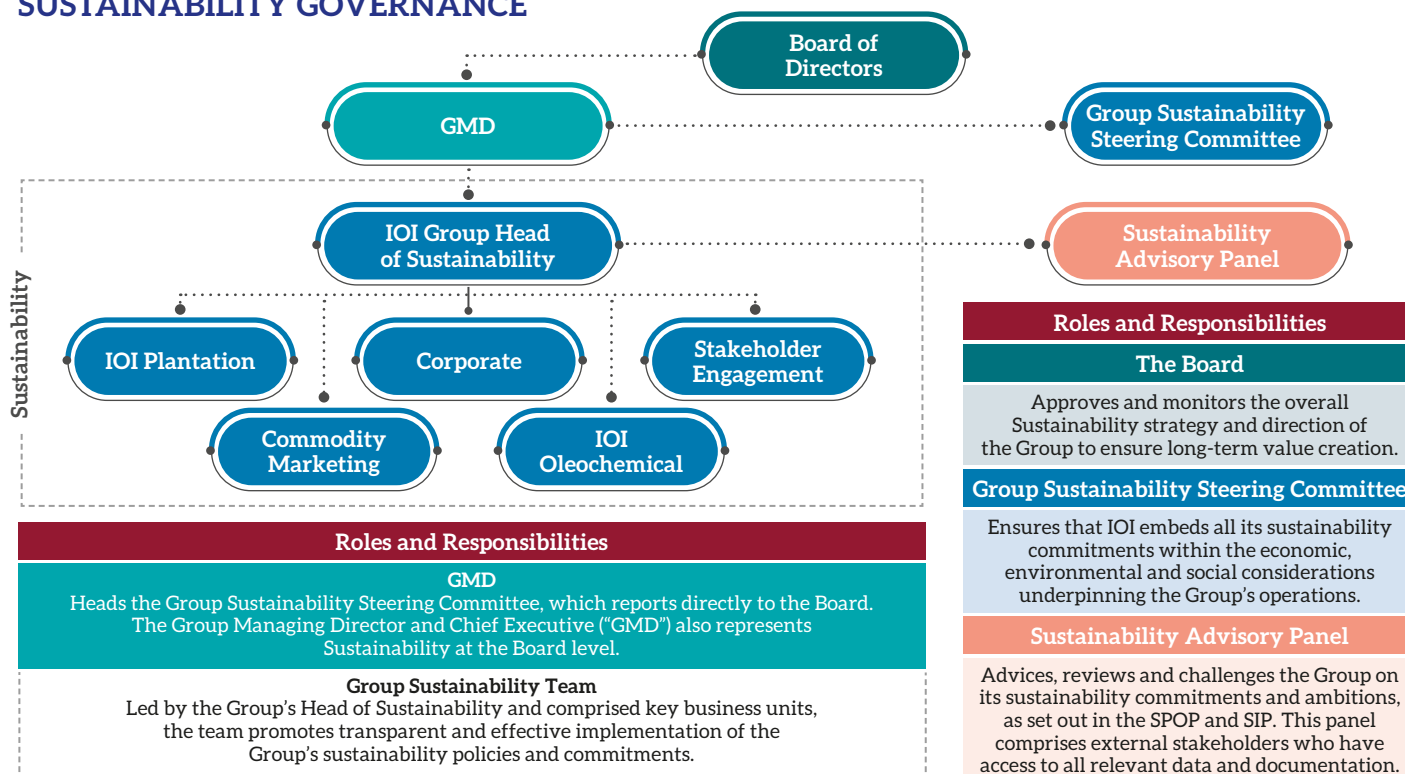 SUSTAINABILITY GOVERNANCE
Board of
Directors
GMD
Group Sustainability
Steering Committee
Sustainability
IOI Group Head
of Sustainability
Sustainability
Advisory Panel
IOI Plantation
Corporate
Stakeholder
Engagement
Commodity
Marketing
IOI
Oleochemical
Roles and Responsibilities
GMD
Heads the Group Sustainability Steering Committee, which reports directly to the Board.
The Group Managing Director and Chief Executive (“GMD”) also represents
Sustainability at the Board level.
Group Sustainability Team
Led by the Group’s Head of Sustainability and comprised key business units,
the team promotes transparent and effective implementation of the
Group’s sustainability policies and commitments.
Roles and Responsibilities
The Board
Approves and monitors the overall
Sustainability strategy and direction of
the Group to ensure long-term value creation.
Group Sustainability Steering Committee
Ensures that IOI embeds all its sustainability
commitments within the economic,
environmental and social considerations
underpinning the Group’s operations.
Sustainability Advisory Panel
Advices, reviews and challenges the Group on
its sustainability commitments and ambitions,
as set out in the SPOP and SIP. This panel
comprises external stakeholders who have
access to all relevant data and documentation.